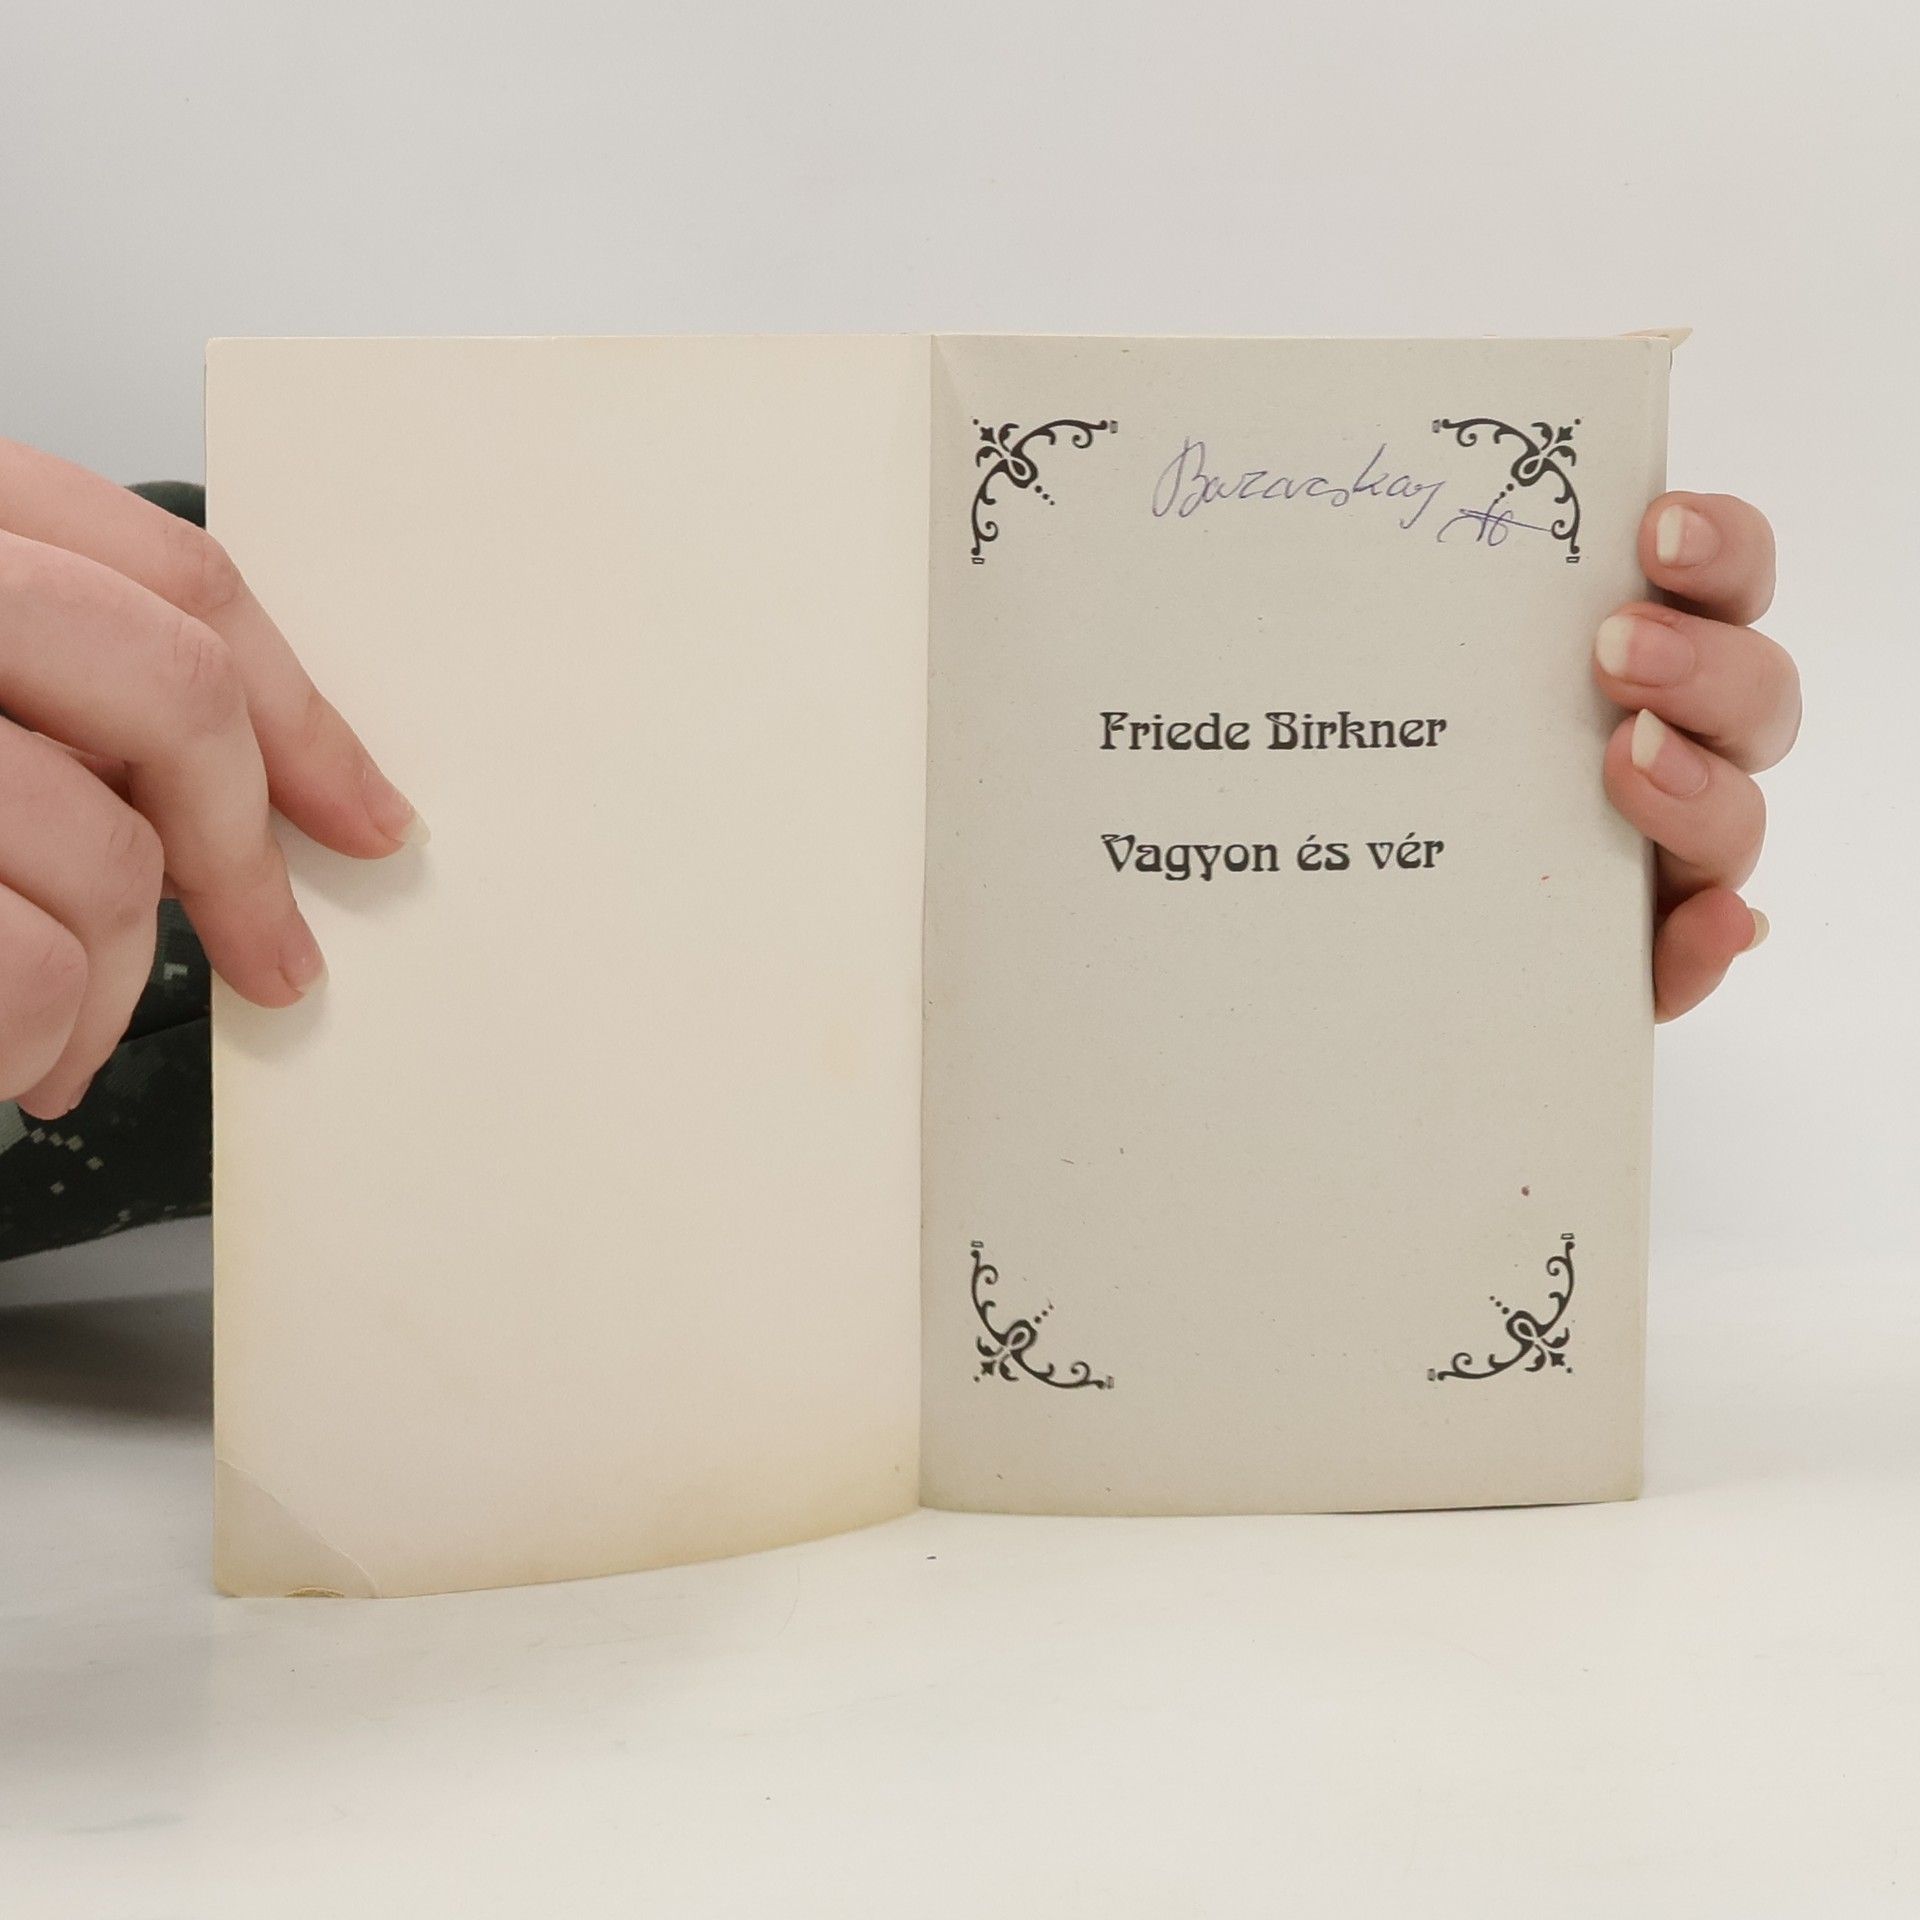 Friede Birkner
Vagyon és vér